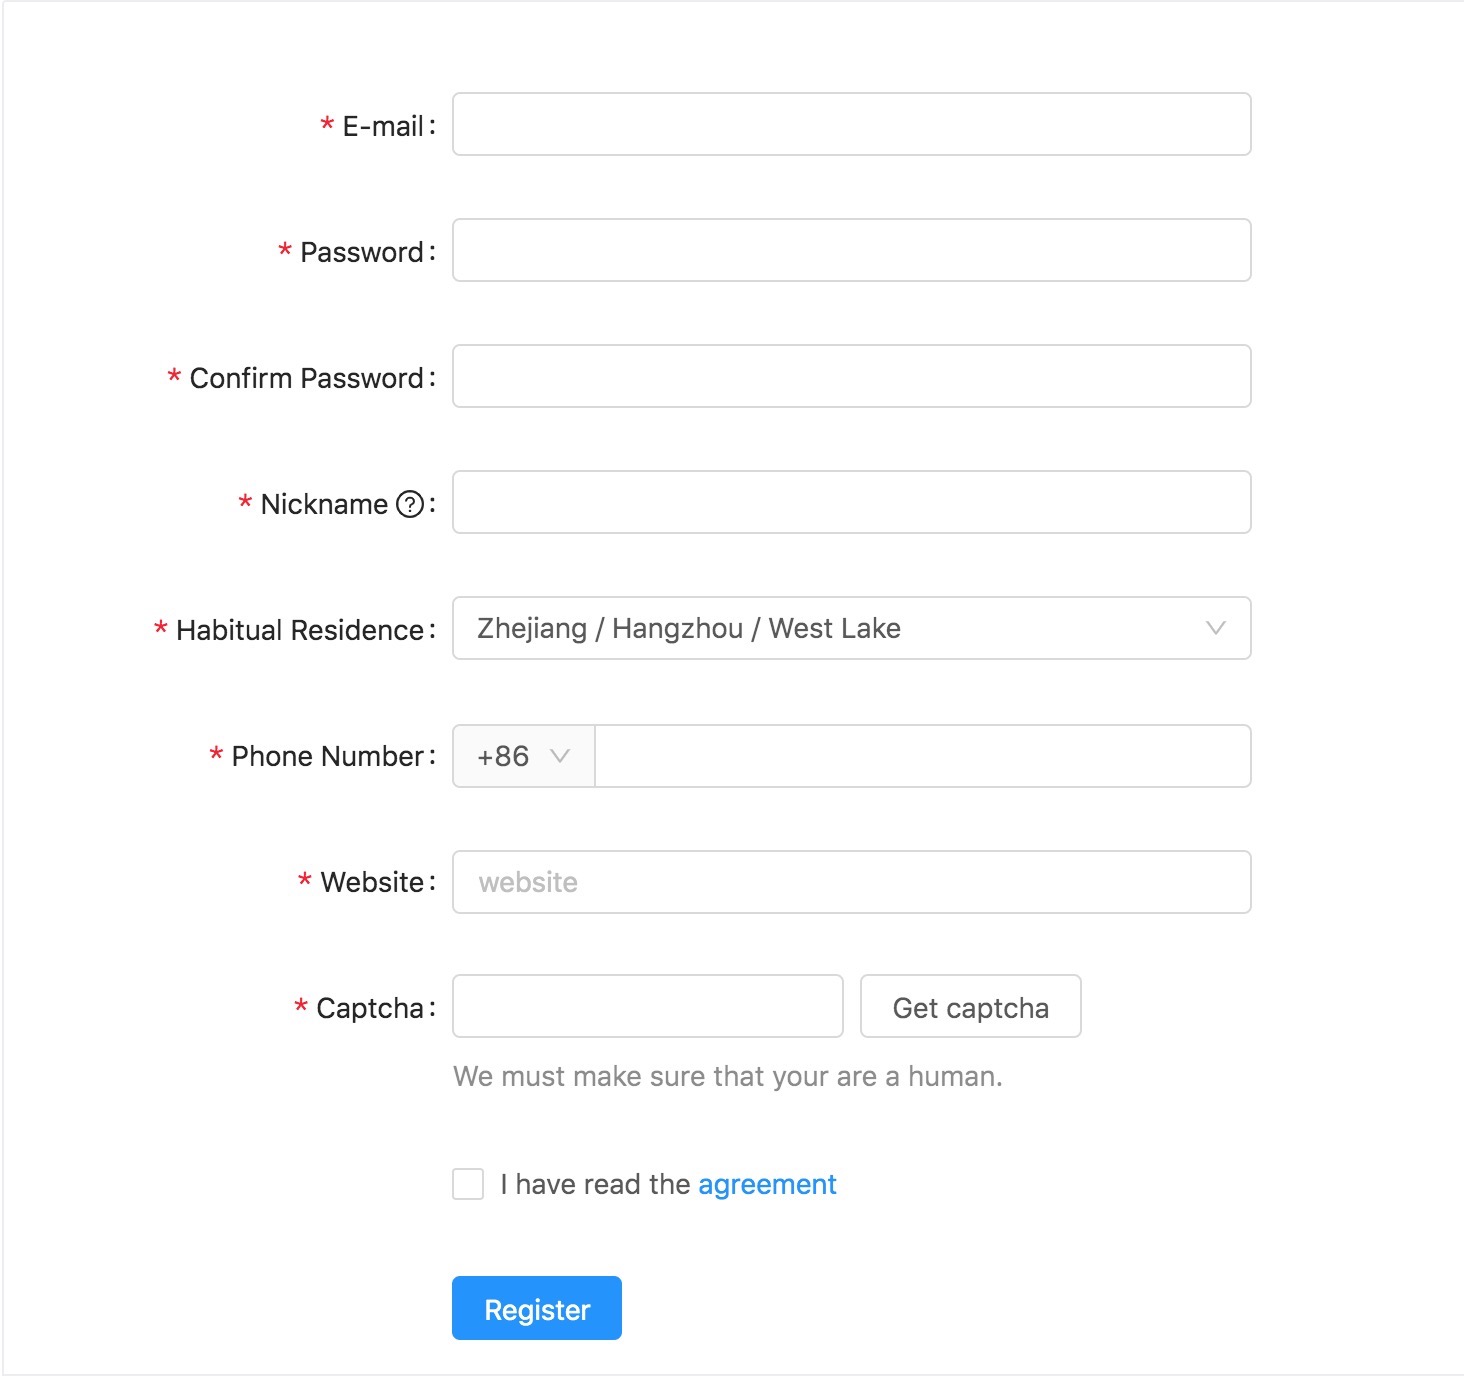 * E-mail:
* Password:
* Confirm Password:
* Nickname ?:
* Habitual Residence: Zhejiang / Hangzhou / West Lake
* Phone Number: +86
* Website: website
* Captcha: Get captcha
We must make sure that your are a human.
I have read the agreement
Register